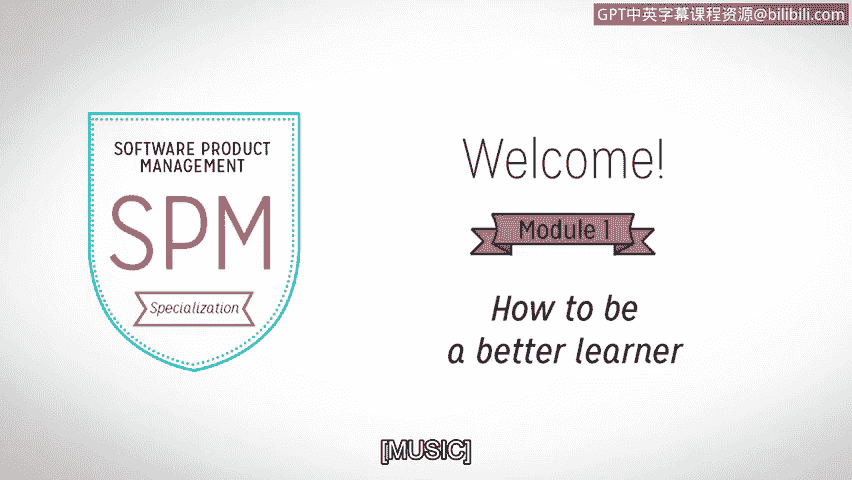 GPT中英字幕课程资源@bilibili.com
SOFTWARE PRODUCT
MANAGEMENT
SPM
Specialization
Welcome!
Module 1
How to be
a better learner
[MUSIC]